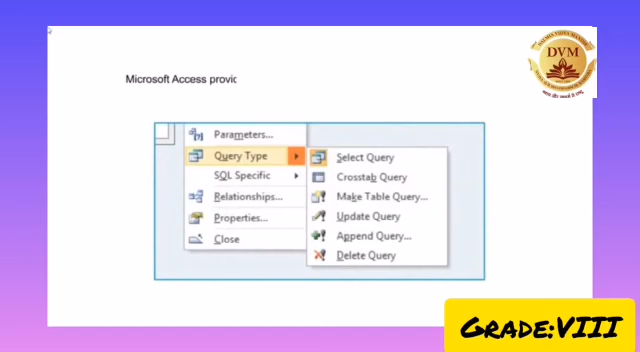 DVM
Microsoft Access provic
Parameters...
Query Type
SQL Specific
Relationships...
Properties...
Close
Select Query
Crosstab Query
Make Table Query...
Update Query
Append Query...
Delete Query
GRADE:VIII